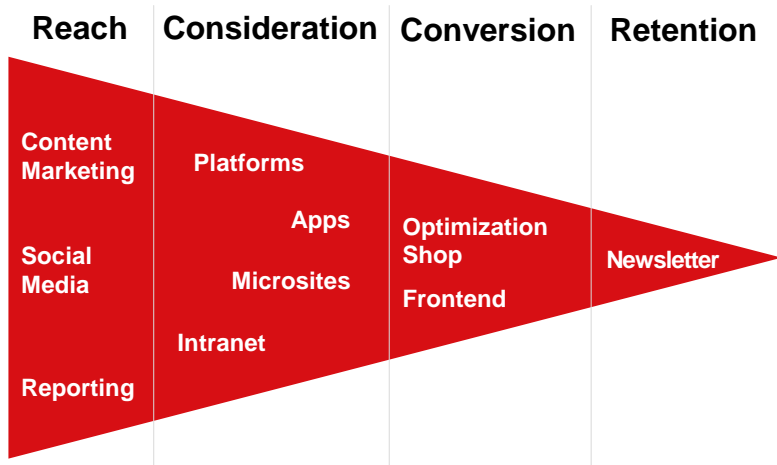 Reach Consideration Conversion Retention
Content
Marketing
Social
Media
Reporting
Platforms
Apps
Microsites
Intranet
Optimization
Shop
Frontend
Newsletter